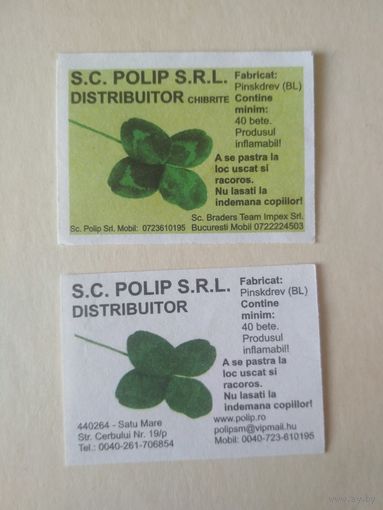 S.C. POLIP S.R.L.
DISTRIBUITOR CHIBRITE
Fabricat:
Pinskdrev (BL)
Contine
minim:
40 bete.
Produsul
inflamabil!
A se pastra la
loc uscat si
racoros.
Nu lasati la
indemana copiilor!
Sc. Braders Team Impex Srl.
Sc. Polip Srl. Mobil: 0723610195 Bucuresti Mobil 0722224503
S.C. POLIP S.R.L.
DISTRIBUITOR
Fabricat:
Pinskdrev (BL)
Contine
minim:
40 bete.
Produsul
inflamabil!
A se pastra la
loc uscat si
racoros.
Nu lasati la
indemana copiilor!
440264 - Satu Mare
Str. Cerbului Nr. 19/p
Tel.: 0040-261-706854
www.polip.ro
polipsm@vipmail.hu
Mobil: 0040-723-610195
ay.by